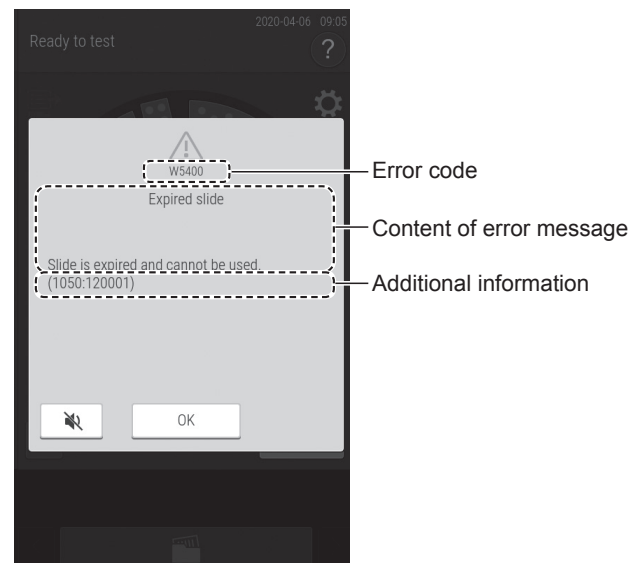 2020-04-06 09:05
Ready to test
?
W5400
Error code
Expired slide
Content of error message
Slide is expired and cannot be used.
(1050:120001)
Additional information
OK